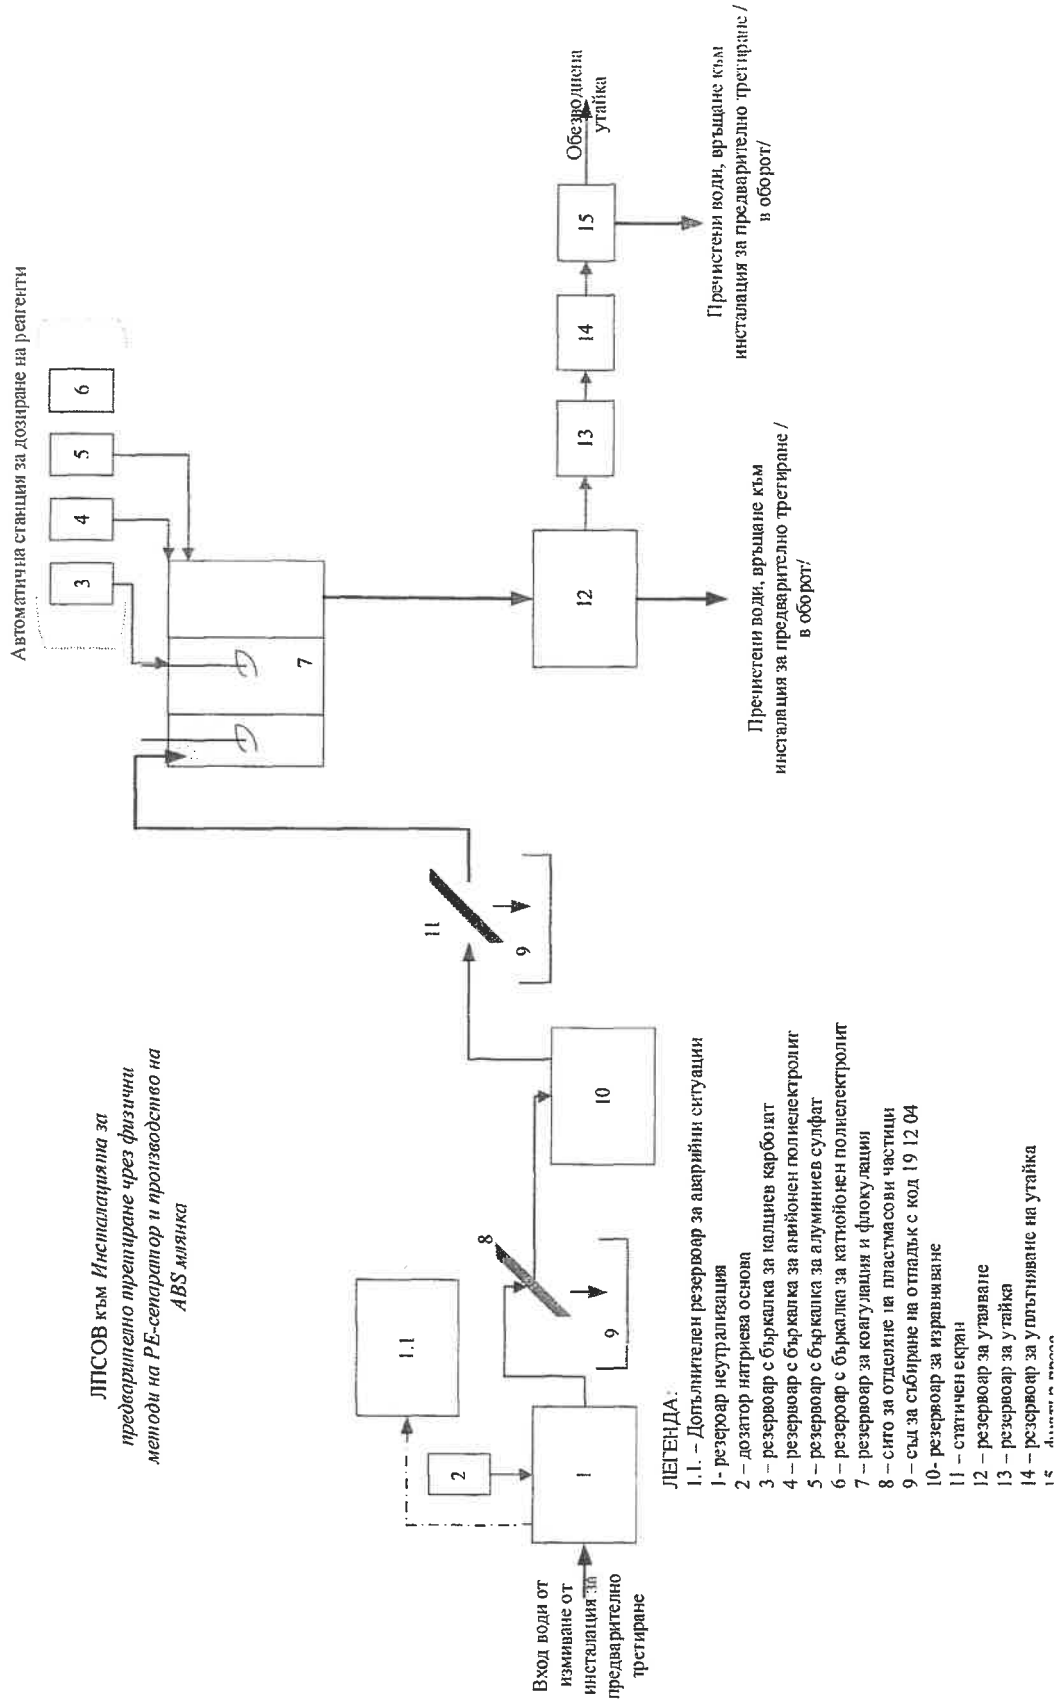 ЛПСОВ към Инсталацията за
предварително третиране чрез физични
методи на РЕ-сепаратор и производство на
ABS млянка
Автоматична станция за дозиране на реагенти
3
4
5
6
7
1.1
2
1
8
9
10
11
9
12
13
14
15
Обезводнена
утайка
Вход води от
измиване от
инсталация за
предварително
третиране
Пречистени води, връщане към
инсталация за предварително третиране /
в оборот/
Пречистени води, връщане към
инсталация за предварително третиране /
в оборот/
ЛЕГЕНДА:
1.1. – Допълнителен резервоар за аварийни ситуации
1- резероар неутрализация
2 – дозатор натриева основа
3 – резервоар с бъркалка за калциев карбонат
4 – резервоар с бъркалка за анийонен полиелектролит
5 – резервоар с бъркалка за алуминиев сулфат
6 – резероар с бъркалка за катиойонен полиелектролит
7 – резервоар за коагулация и флокулация
8 – сито за отделяне на пластмасови частици
9 – съд за събиране на отпадък с код 19 12 04
10- резервоар за изравняване
11 – статичен екран
12 – резервоар за утаяване
13 – резервоар за утайка
14 – резервоар за уплътняване на утайка
15